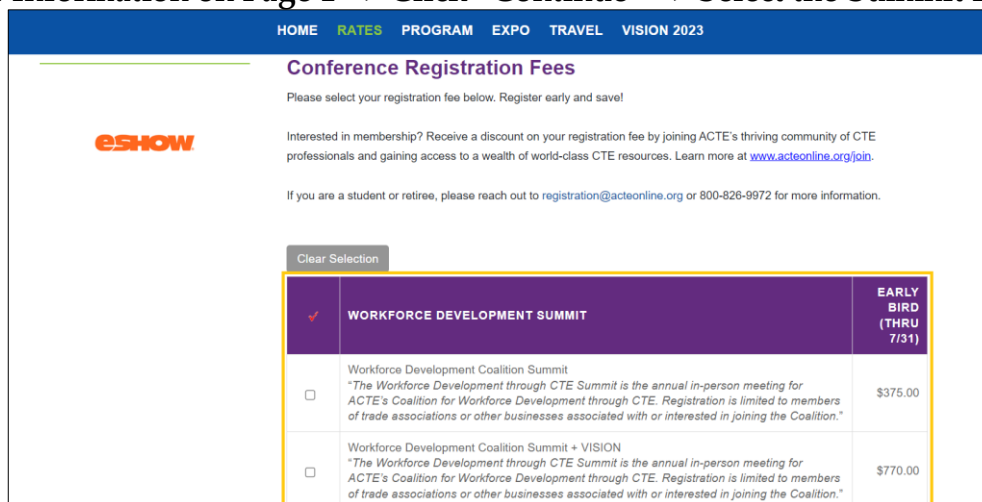 Information on Page 1 Click "Continue" Select the Summit
HOME RATES PROGRAM EXPO TRAVEL VISION 2023
Conference Registration Fees
Please select your registration fee below. Register early and save!
eSHOW
Interested in membership? Receive a discount on your registration fee by joining ACTE's thriving community of CTE
professionals and gaining access to a wealth of world-class CTE resources. Learn more at www.acteonline.org/join.
If you are a student or retiree, please reach out to registration@acteonline.org or 800-826-9972 for more information.
Clear Selection
WORKFORCE DEVELOPMENT SUMMIT
EARLY
BIRD
(THRU
7/31)
Workforce Development Coalition Summit
"The Workforce Development through CTE Summit is the annual in-person meeting for
ACTE's Coalition for Workforce Development through CTE. Registration is limited to members
of trade associations or other businesses associated with or interested in joining the Coalition."
$375.00
Workforce Development Coalition Summit + VISION
"The Workforce Development through CTE Summit is the annual in-person meeting for
ACTE's Coalition for Workforce Development through CTE. Registration is limited to members
of trade associations or other businesses associated with or interested in joining the Coalition."
$770.00